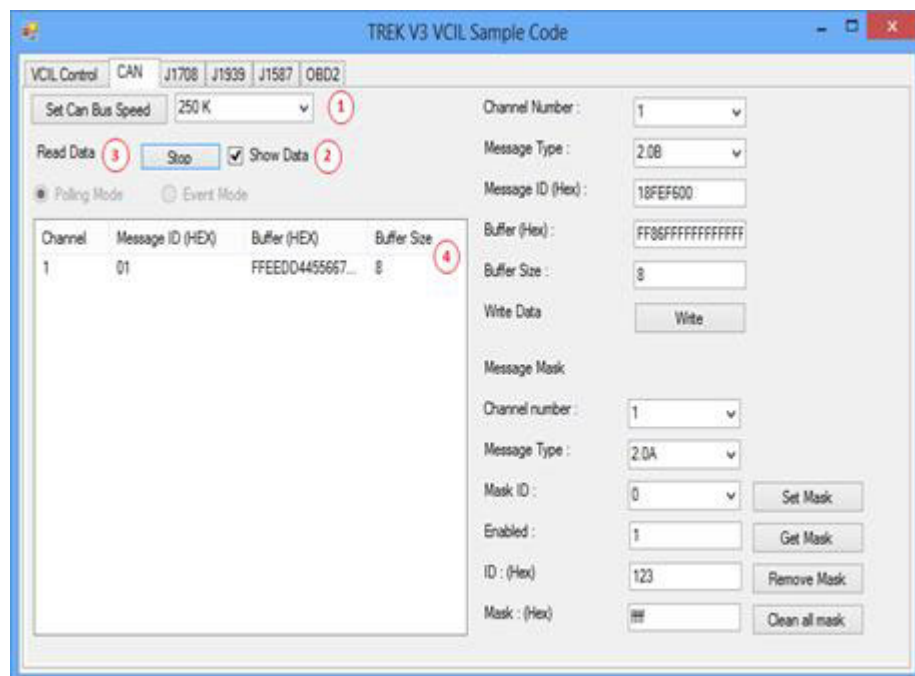 TREK V3 VCIL Sample Code
VCIL Control CAN J1708 J1939 J1587 OBD2
Set Can Bus Speed 250 K 1
Read Data 3 Stop Show Data 2
Polling Mode Event Mode
Channel Message ID (HEX) Buffer (HEX) Buffer Size 4
1 01 FFEEDD4455667... 8
Channel Number : 1
Message Type : 2.0B
Message ID (Hex) : 18FEF600
Buffer (Hex) : FF86FFFFFFFFFFFF
Buffer Size : 8
Write Data Write
Message Mask
Channel number : 1
Message Type : 2.0A
Mask ID : 0 Set Mask
Enabled : 1 Get Mask
ID : (Hex) 123 Remove Mask
Mask : (Hex) Clean all mask